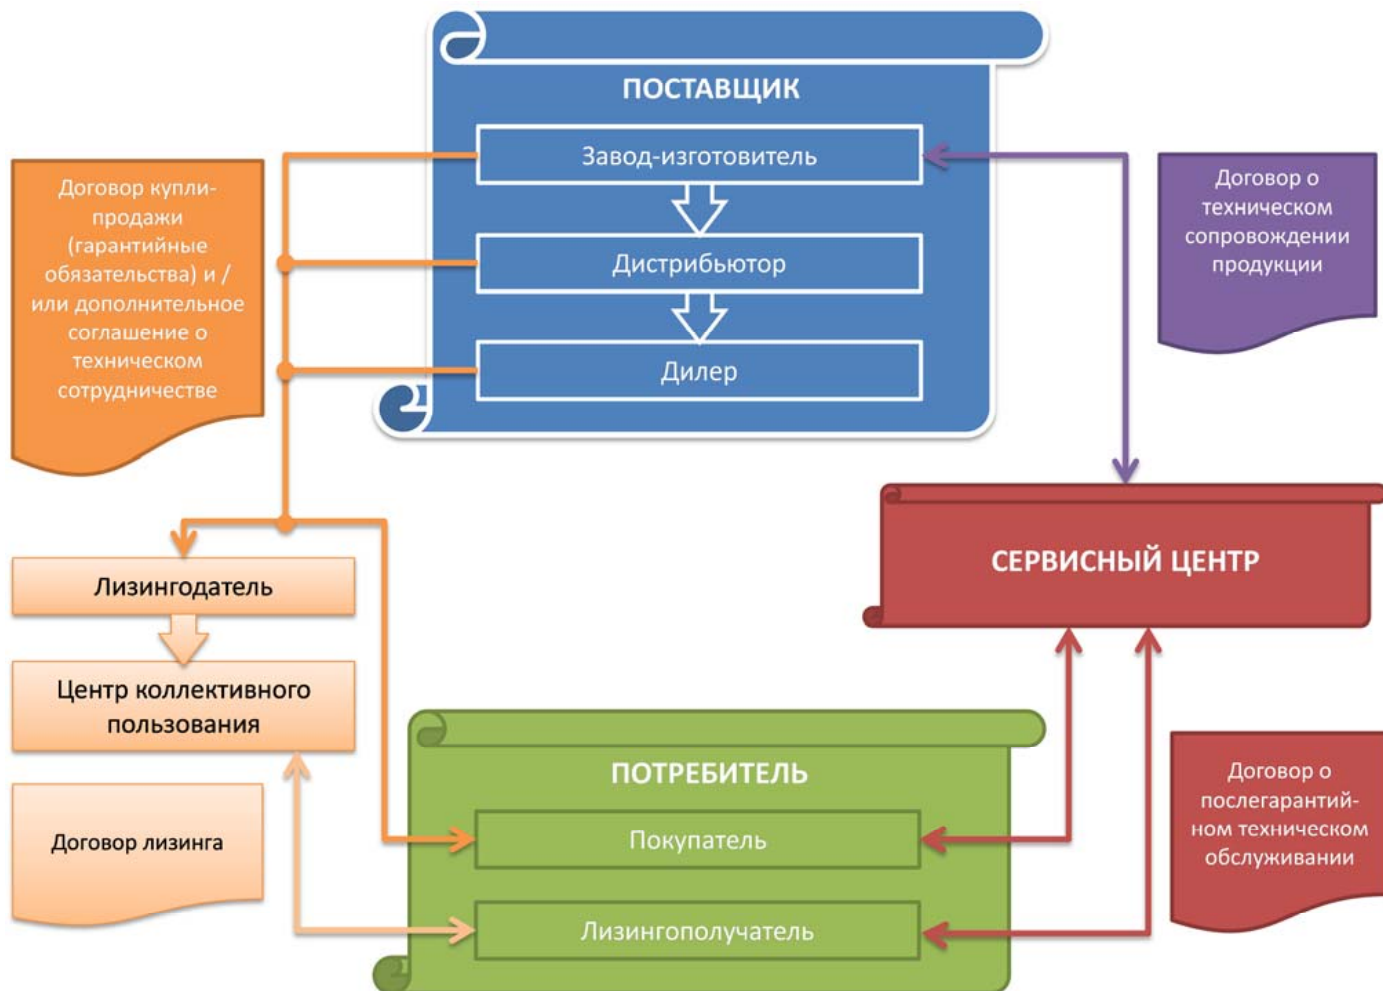 ПОСТАВЩИК
Завод-изготовитель
Дистрибьютор
Дилер
Договор купли-
продажи
(гарантийные
обязательства) и /
или дополнительное
соглашение о
техническом
сотрудничестве
Договор о
техническом
сопровождении
продукции
СЕРВИСНЫЙ ЦЕНТР
Лизингодатель
Центр коллективного
пользования
Договор лизинга
ПОТРЕБИТЕЛЬ
Покупатель
Лизингополучатель
Договор о
послегарантий-
ном техническом
обслуживании